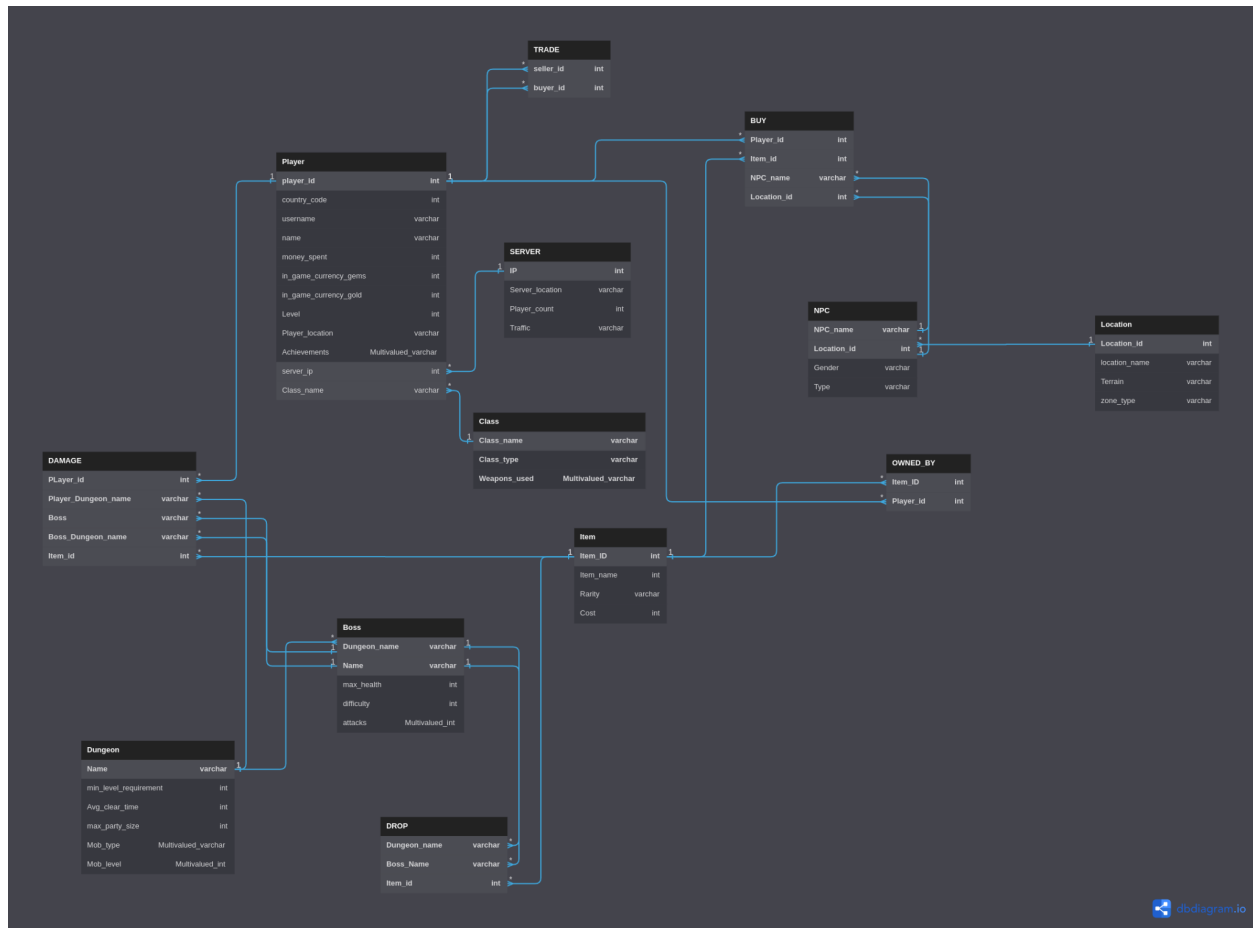 TRADE
seller_id int
buyer_id int
BUY
Player_id int
Item_id int
NPC_name varchar
Location_id int
Player
player_id int
country_code int
username varchar
name varchar
money_spent int
in_game_currency_gems int
in_game_currency_gold int
Level int
Player_location varchar
Achievements Multivalued_varchar
server_ip int
Class_name varchar
SERVER
IP int
Server_location varchar
Player_count int
Traffic varchar
NPC
NPC_name varchar
Location_id int
Gender varchar
Type varchar
Location
Location_id int
location_name varchar
Terrain varchar
zone_type varchar
Class
Class_name varchar
Class_type varchar
Weapons_used Multivalued_varchar
DAMAGE
PLayer_id int
Player_Dungeon_name varchar
Boss varchar
Boss_Dungeon_name varchar
Item_id int
OWNED_BY
Item_ID int
Player_id int
Item
Item_ID int
Item_name int
Rarity varchar
Cost int
Boss
Dungeon_name varchar
Name varchar
max_health int
difficulty int
attacks Multivalued_int
Dungeon
Name varchar
min_level_requirement int
Avg_clear_time int
max_party_size int
Mob_type Multivalued_varchar
Mob_level Multivalued_int
DROP
Dungeon_name varchar
Boss_Name varchar
Item_id int
dbdiagram.io